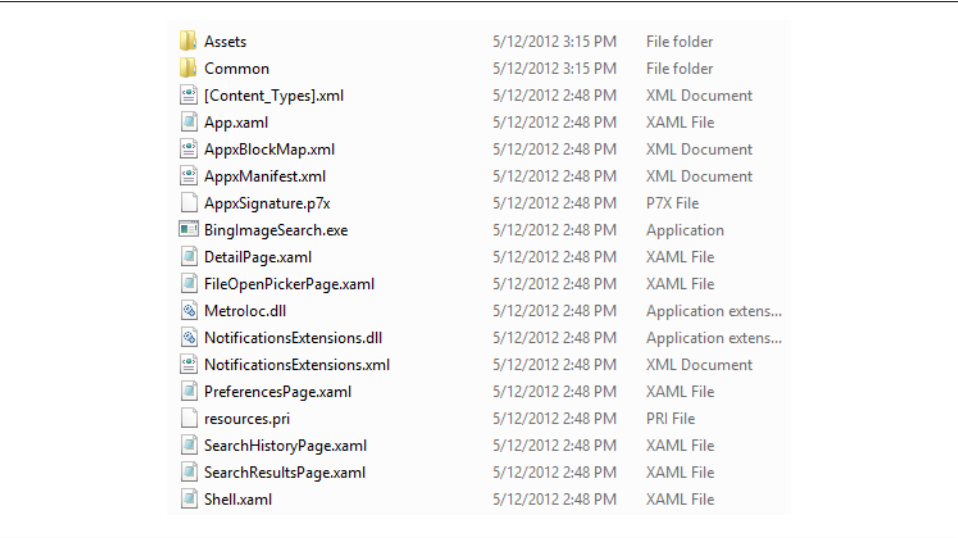 Assets 5/12/2012 3:15 PM File folder
Common 5/12/2012 3:15 PM File folder
[Content_Types].xml 5/12/2012 2:48 PM XML Document
App.xaml 5/12/2012 2:48 PM XAML File
AppxBlockMap.xml 5/12/2012 2:48 PM XML Document
AppxManifest.xml 5/12/2012 2:48 PM XML Document
AppxSignature.p7x 5/12/2012 2:48 PM P7X File
BingImageSearch.exe 5/12/2012 2:48 PM Application
DetailPage.xaml 5/12/2012 2:48 PM XAML File
FileOpenPickerPage.xaml 5/12/2012 2:48 PM XAML File
Metroloc.dll 5/12/2012 2:48 PM Application extens...
NotificationsExtensions.dll 5/12/2012 2:48 PM Application extens...
NotificationsExtensions.xml 5/12/2012 2:48 PM XML Document
PreferencesPage.xaml 5/12/2012 2:48 PM XAML File
resources.pri 5/12/2012 2:48 PM PRI File
SearchHistoryPage.xaml 5/12/2012 2:48 PM XAML File
SearchResultsPage.xaml 5/12/2012 2:48 PM XAML File
Shell.xaml 5/12/2012 2:48 PM XAML File